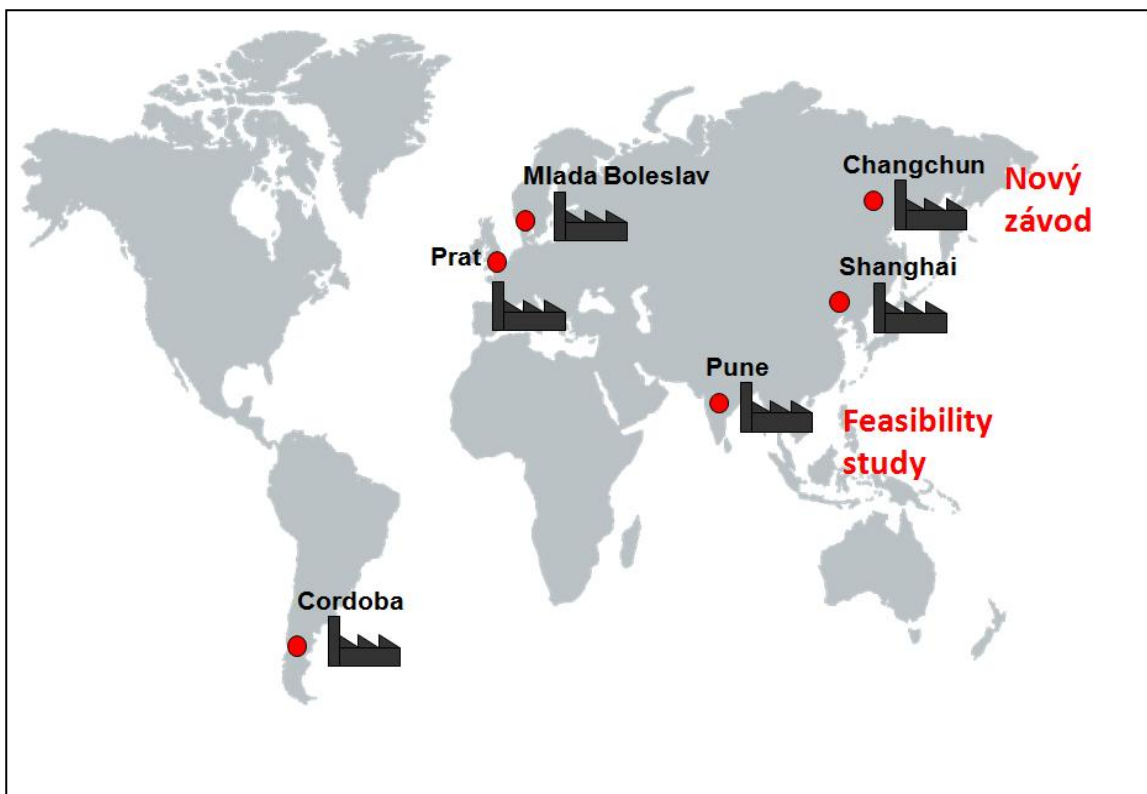 Mlada Boleslav
Changchun
Nový
závod
Prat
Shanghai
Pune
Feasibility
study
Cordoba